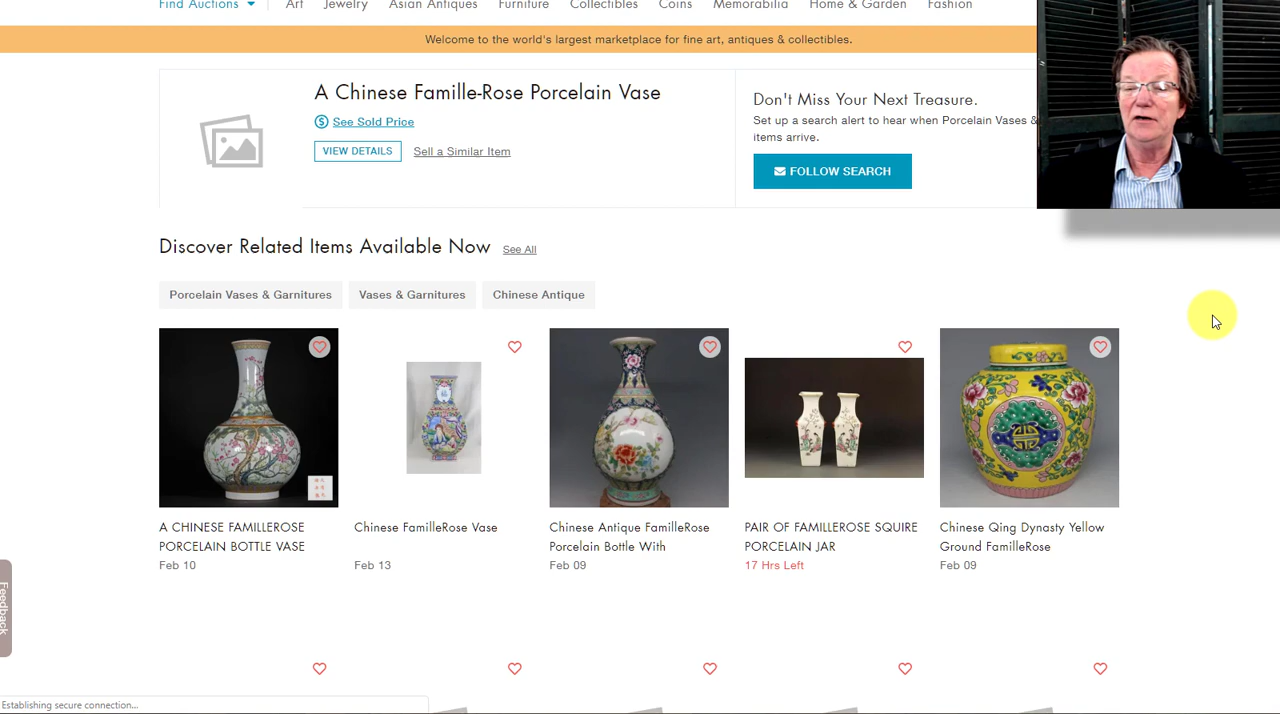 Find Auctions
Art
Jewelry
Asian Antiques
Furniture
Collectibles
Coins
Memorabilia
Home & Garden
Fashion
Welcome to the world's largest marketplace for fine art, antiques & collectibles.
A Chinese Famille-Rose Porcelain Vase
See Sold Price
VIEW DETAILS
Sell a Similar Item
Don't Miss Your Next Treasure.
Set up a search alert to hear when Porcelain Vases &
items arrive.
FOLLOW SEARCH
Discover Related Items Available Now
See All
Porcelain Vases & Garnitures
Vases & Garnitures
Chinese Antique
A CHINESE FAMILLEROSE
PORCELAIN BOTTLE VASE
Feb 10
Chinese FamilleRose Vase
Feb 13
Chinese Antique FamilleRose
Porcelain Bottle With
Feb 09
PAIR OF FAMILLEROSE SQUIRE
PORCELAIN JAR
17 Hrs Left
Chinese Qing Dynasty Yellow
Ground FamilleRose
Feb 09
Feedback
Establishing secure connection...